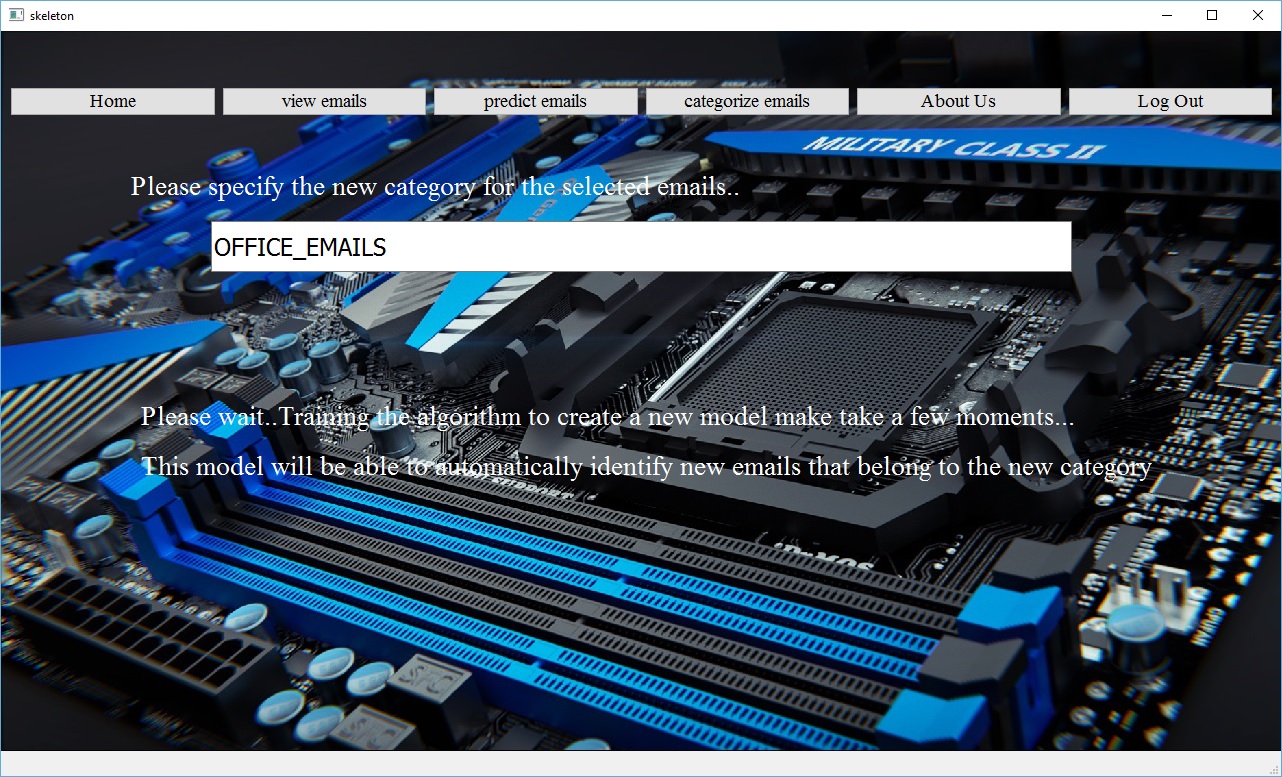 skeleton
Home
view emails
predict emails
categorize emails
About Us
Log Out
MILITARY CLASS II
Please specify the new category for the selected emails..
OFFICE_EMAILS
Please wait..Training the algorithm to create a new model make take a few moments...
This model will be able to automatically identify new emails that belong to the new category